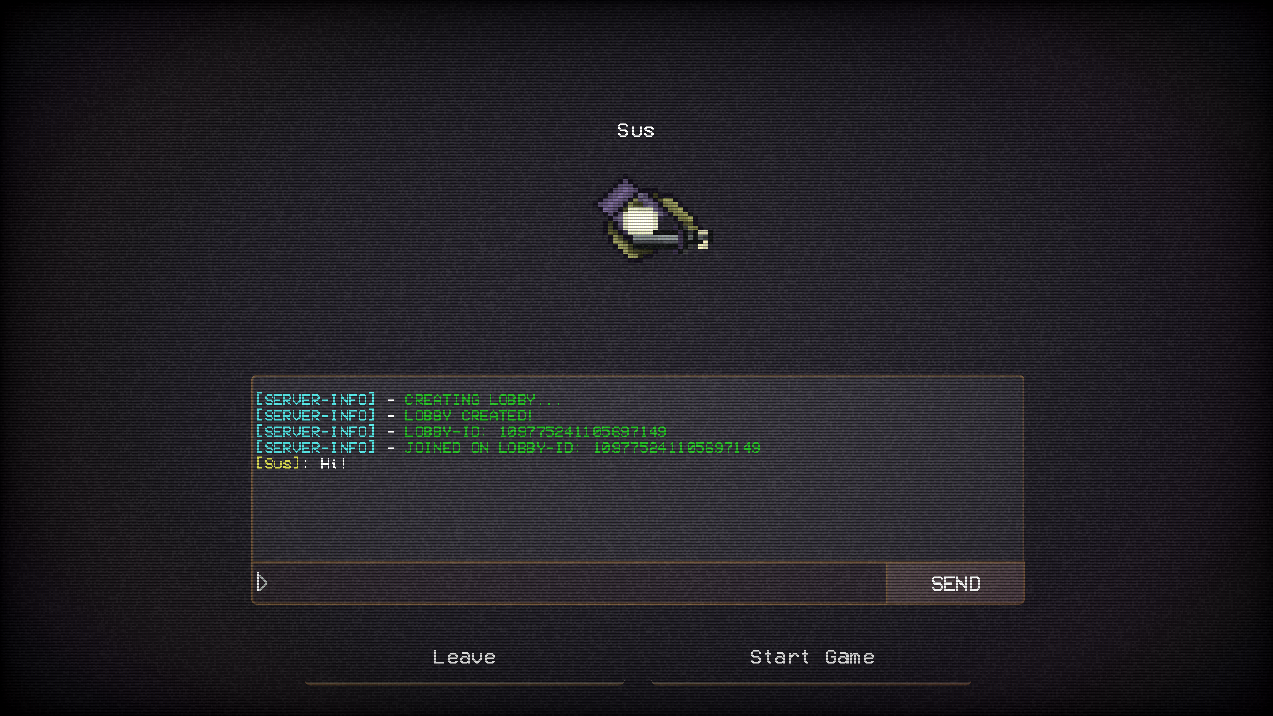 Sus
[SERVER-INFO] - CREATING LOBBY...
[SERVER-INFO] - LOBBY CREATED!
[SERVER-INFO] - LOBBY-ID: 109775241105697149
[SERVER-INFO] - JOINED ON LOBBY-ID: 109775241105697149
[Sus]: Hi!
SEND
Leave
Start Game